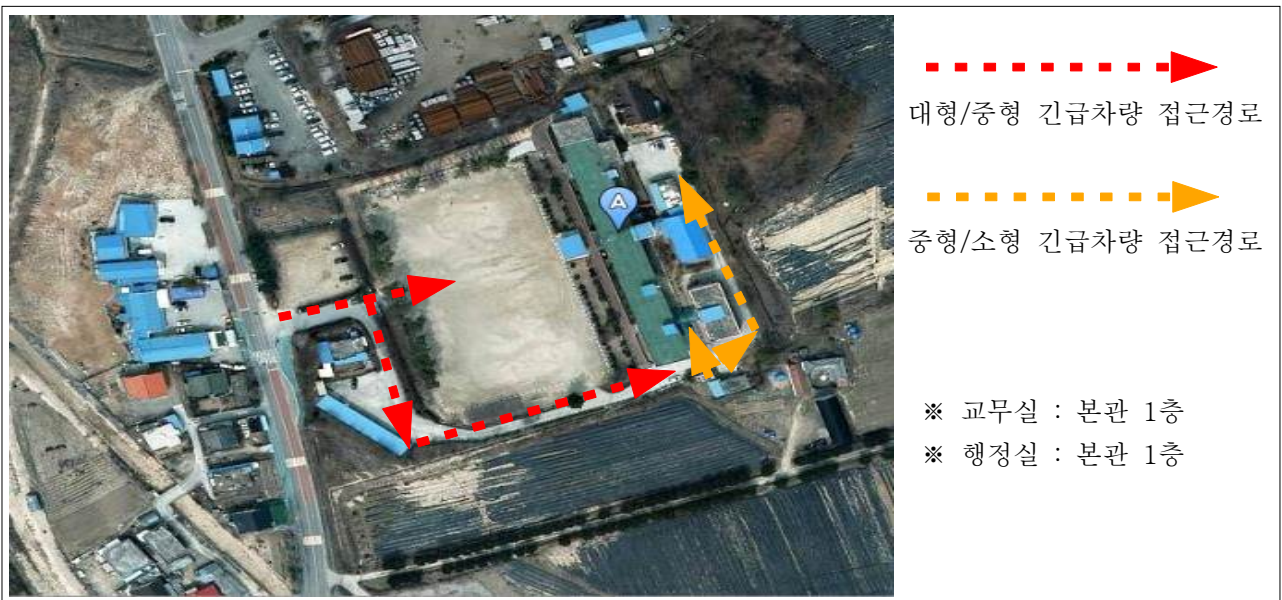 A
대형/중형 긴급차량 접근경로
중형/소형 긴급차량 접근경로
※ 교무실 : 본관 1층
※ 행정실 : 본관 1층